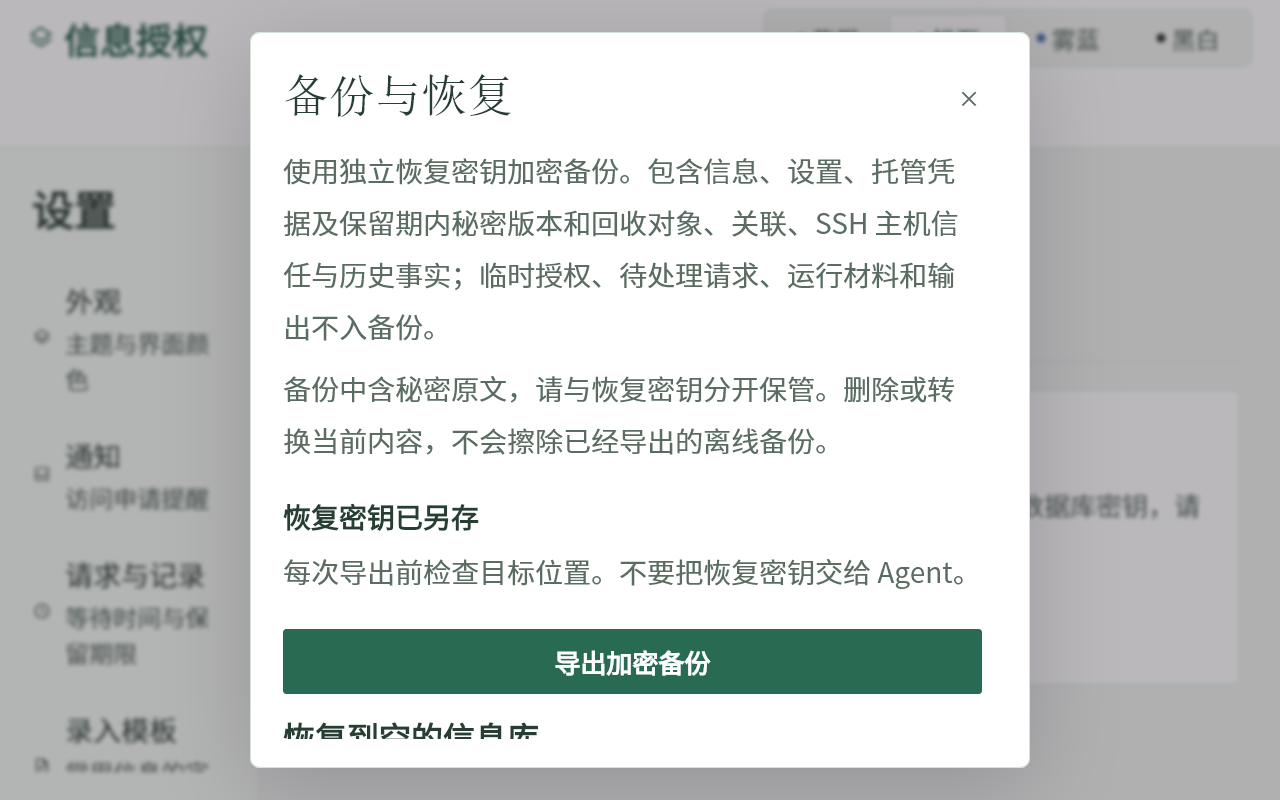 信息授权
雾蓝
黑白
备份与恢复
使用独立恢复密钥加密备份。包含信息、设置、托管凭
据及保留期内秘密版本和回收对象、关联、SSH 主机信
任与历史事实；临时授权、待处理请求、运行材料和输
出不入备份。
备份中含秘密原文，请与恢复密钥分开保管。删除或转
换当前内容，不会擦除已经导出的离线备份。
恢复密钥已另存
每次导出前检查目标位置。不要把恢复密钥交给 Agent。
导出加密备份
恢复到空的信息库
设置
外观
主题与界面颜
色
通知
访问申请提醒
请求与记录
等待时间与保
留期限
录入模板
数据库密钥，请